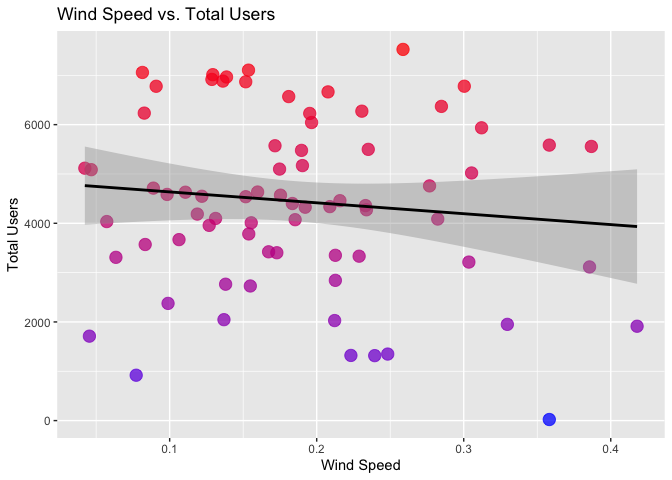 Wind Speed vs. Total Users
Total Users
6000
4000
2000
0
0.1 0.2 0.3 0.4
Wind Speed